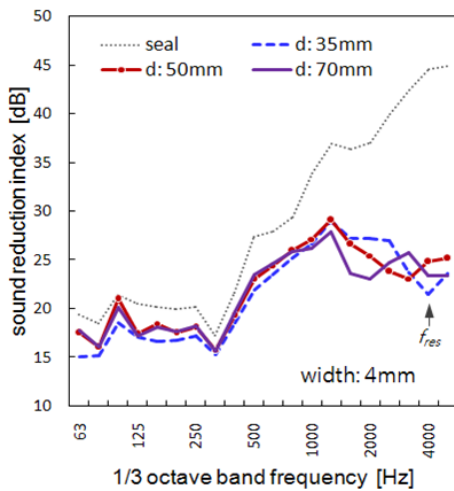 sound reduction index [dB]
50
45
40
35
30
25
20
15
10
seal
d: 35mm
d: 50mm
d: 70mm
fres
width: 4mm
63
125
250
500
1000
2000
4000
1/3 octave band frequency [Hz]